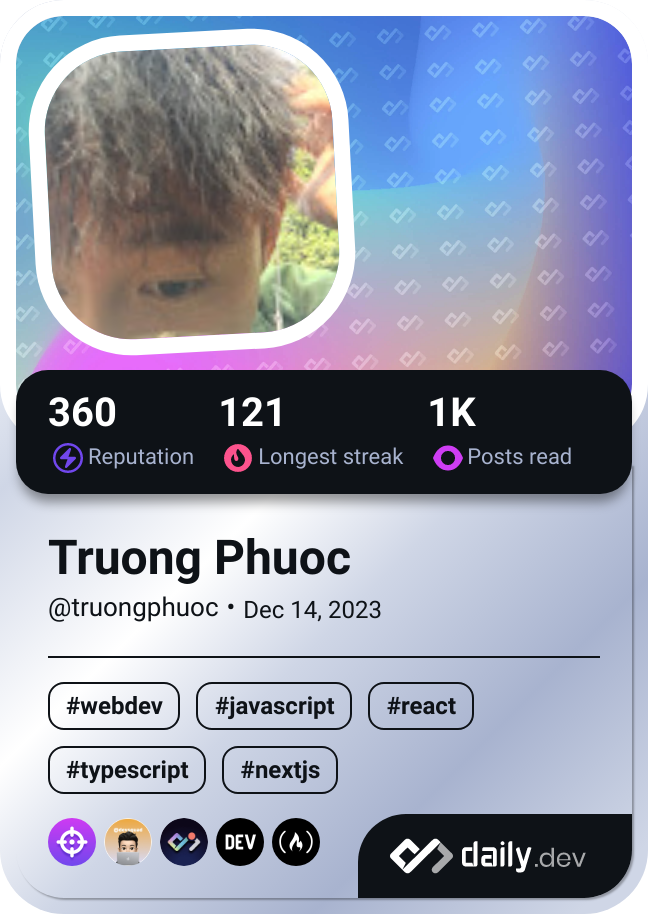 360 121 1K
Reputation Longest streak Posts read
Truong Phuoc
@truongphuoc • Dec 14, 2023
#webdev #javascript #react
#typescript #nextjs
DEV
daily.dev